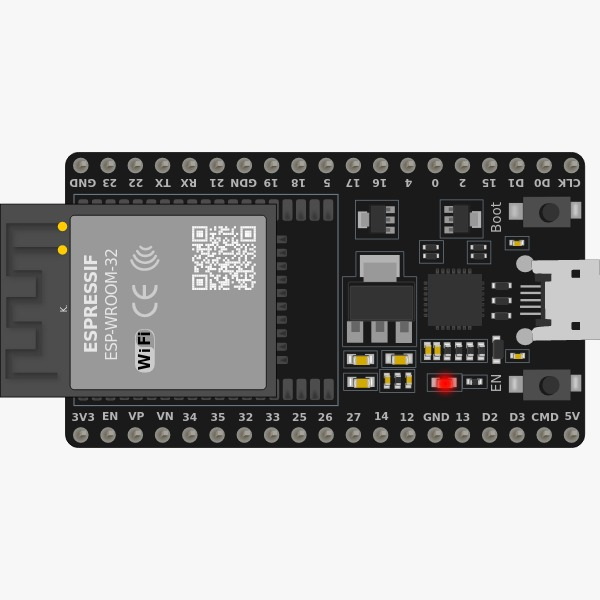 GND 23 22 TX RX 21 GND 19 18 5 17 16 4 0 2 15 D1 D0 CLK
Boot
ESPRESSIF
ESP-WROOM-32
CE
WiFi
K.
EN
3V3 EN VP VN 34 35 32 33 25 26 27 14 12 GND 13 D2 D3 CMD 5V